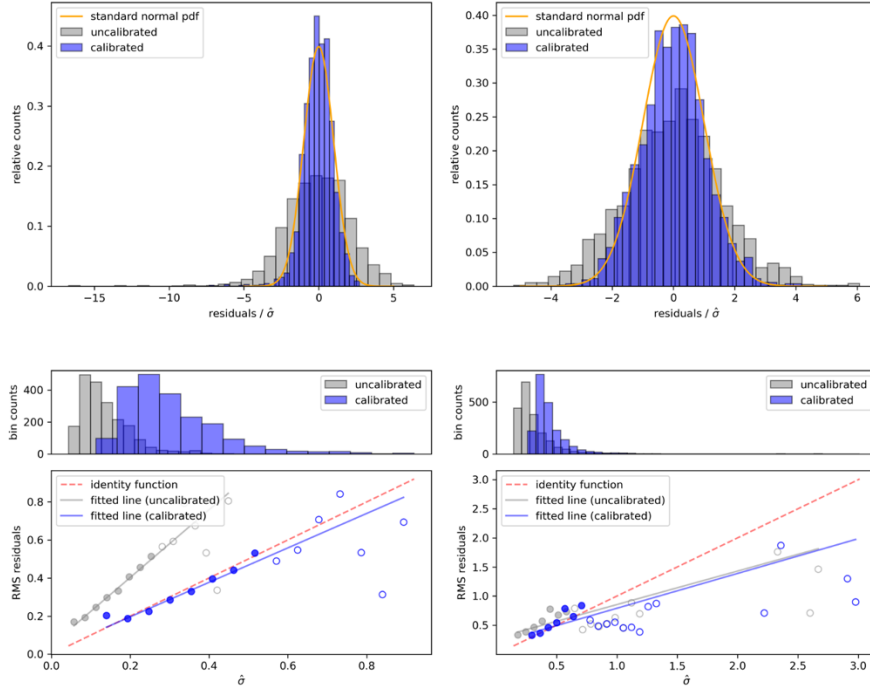 standard normal pdf
uncalibrated
calibrated
relative counts
0.4
0.3
0.2
0.1
0.0
−15
−10
−5
0
5
residuals / σ̂
standard normal pdf
uncalibrated
calibrated
relative counts
0.40
0.35
0.30
0.25
0.20
0.15
0.10
0.05
0.00
−4
−2
0
2
4
6
residuals / σ̂
uncalibrated
calibrated
bin counts
400
200
0
uncalibrated
calibrated
bin counts
500
0
identity function
fitted line (uncalibrated)
fitted line (calibrated)
RMS residuals
0.8
0.6
0.4
0.2
0.0
0.0
0.2
0.4
0.6
0.8
σ̂
identity function
fitted line (uncalibrated)
fitted line (calibrated)
RMS residuals
3.0
2.5
2.0
1.5
1.0
0.5
0.5
1.0
1.5
2.0
2.5
3.0
σ̂